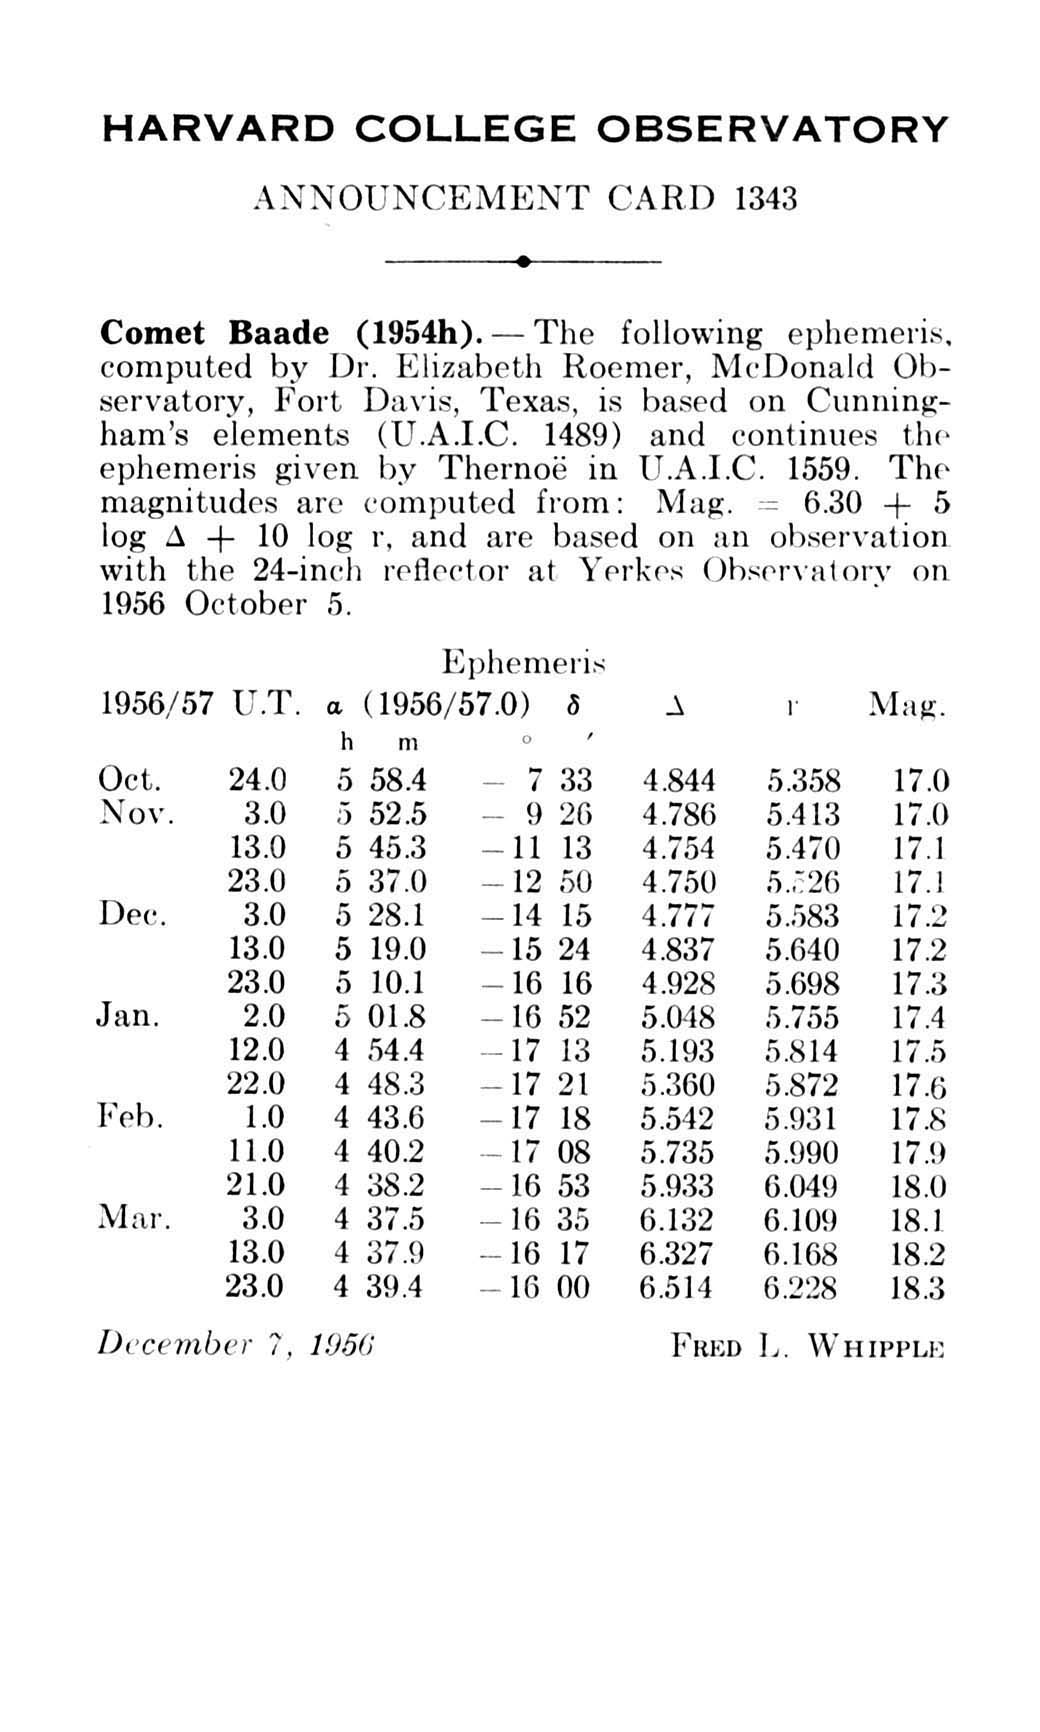 HARVARD COLLEGE OBSERVATORY
ANNOUNCEMENT CARD 1343
Comet Baade (1954h). — The following ephemeris,
computed by Dr. Elizabeth Roemer, McDonald Ob-
servatory, Fort Davis, Texas, is based on Cunning-
ham's elements (U.A.I.C. 1489) and continues the
ephemeris given by Thernoë in U.A.I.C. 1559. The
magnitudes are computed from: Mag. = 6.30 + 5
log Δ + 10 log r, and are based on an observation
with the 24-inch reflector at Yerkes Observatory on
1956 October 5.
Ephemeris
1956/57 U.T. α (1956/57.0) δ Δ r Mag.
h m ° ′
Oct. 24.0 5 58.4 – 7 33 4.844 5.358 17.0
Nov. 3.0 5 52.5 – 9 26 4.786 5.413 17.0
13.0 5 45.3 –11 13 4.754 5.470 17.1
23.0 5 37.0 –12 50 4.750 5.526 17.1
Dec. 3.0 5 28.1 –14 15 4.777 5.583 17.2
13.0 5 19.0 –15 24 4.837 5.640 17.2
23.0 5 10.1 –16 16 4.928 5.698 17.3
Jan. 2.0 5 01.8 –16 52 5.048 5.755 17.4
12.0 4 54.4 –17 13 5.193 5.814 17.5
22.0 4 48.3 –17 21 5.360 5.872 17.6
Feb. 1.0 4 43.6 –17 18 5.542 5.931 17.8
11.0 4 40.2 –17 08 5.735 5.990 17.9
21.0 4 38.2 –16 53 5.933 6.049 18.0
Mar. 3.0 4 37.5 –16 35 6.132 6.109 18.1
13.0 4 37.9 –16 17 6.327 6.168 18.2
23.0 4 39.4 –16 00 6.514 6.228 18.3
December 7, 1956 FRED L. WHIPPLE